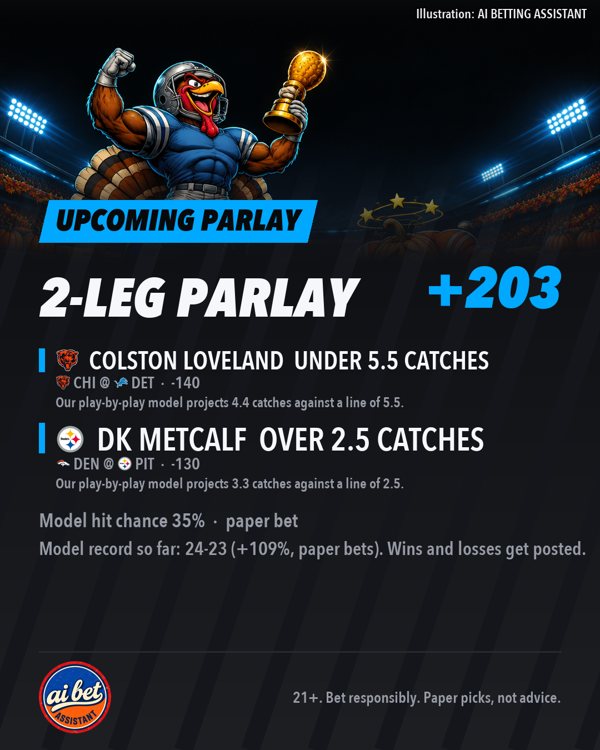 Illustration: AI BETTING ASSISTANT
UPCOMING PARLAY
2-LEG PARLAY
+203
COLSTON LOVELAND UNDER 5.5 CATCHES
CHI @ DET · -140
Our play-by-play model projects 4.4 catches against a line of 5.5.
DK METCALF OVER 2.5 CATCHES
DEN @ PIT · -130
Our play-by-play model projects 3.3 catches against a line of 2.5.
Model hit chance 35% · paper bet
Model record so far: 24-23 (+109%, paper bets). Wins and losses get posted.
ai bet
ASSISTANT
21+. Bet responsibly. Paper picks, not advice.